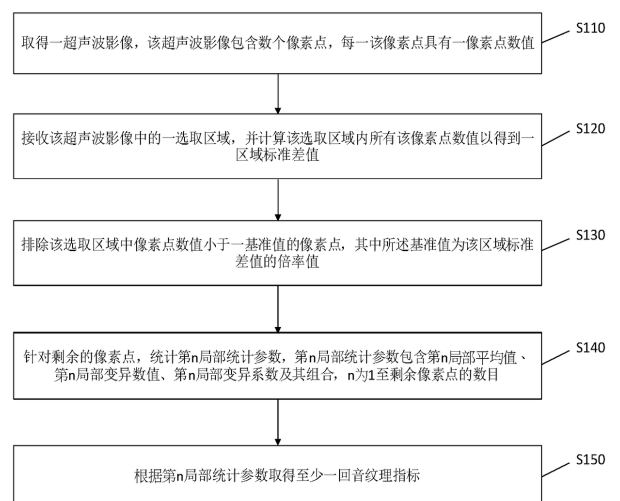 取得一超声波影像，该超声波影像包含数个像素点，每一该像素点具有一像素点数值
S110
接收该超声波影像中的一选取区域，并计算该选取区域内所有该像素点数值以得到一
区域标准差值
S120
排除该选取区域中像素点数值小于一基准值的像素点，其中所述基准值为该区域标准
差值的倍率值
S130
针对剩余的像素点，统计第n局部统计参数，第n局部统计参数包含第n局部平均值、
第n局部变异数值、第n局部变异系数及其组合，n为1至剩余像素点的数目
S140
根据第n局部统计参数取得至少一回音纹理指标
S150